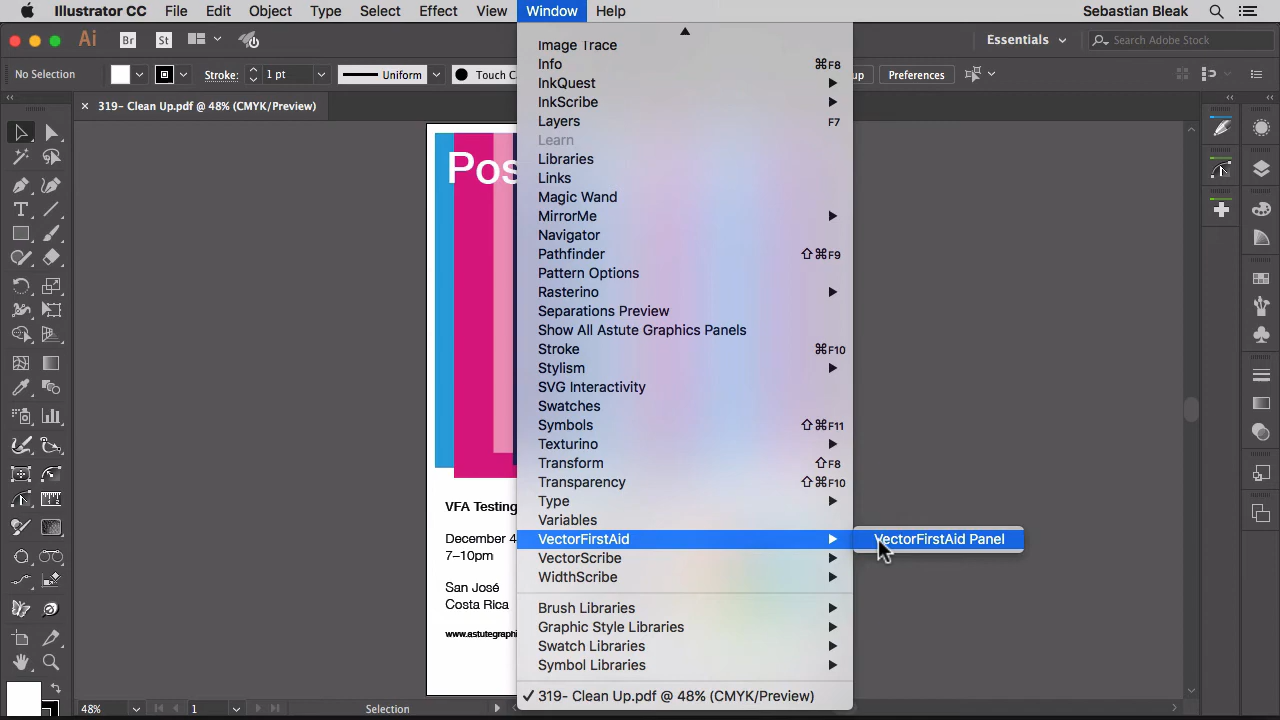 Illustrator CC File Edit Object Type Select Effect View Window Help Sebastian Bleak
Ai Br St Essentials Search Adobe Stock
No Selection Stroke: 1 pt Uniform Touch Preferences
× 319- Clean Up.pdf @ 48% (CMYK/Preview)
Pos
VFA Testing
December 4
7–10pm
San José
Costa Rica
www.astutegraphi
Image Trace
Info ⌘F8
InkQuest
InkScribe
Layers F7
Learn
Libraries
Links
Magic Wand
MirrorMe
Navigator
Pathfinder ⇧⌘F9
Pattern Options
Rasterino
Separations Preview
Show All Astute Graphics Panels
Stroke ⌘F10
Stylism
SVG Interactivity
Swatches
Symbols ⇧⌘F11
Texturino
Transform ⇧F8
Transparency ⇧⌘F10
Type
Variables
VectorFirstAid
VectorScribe
WidthScribe
Brush Libraries
Graphic Style Libraries
Swatch Libraries
Symbol Libraries
✓ 319- Clean Up.pdf @ 48% (CMYK/Preview)
VectorFirstAid Panel
48% 1 Selection